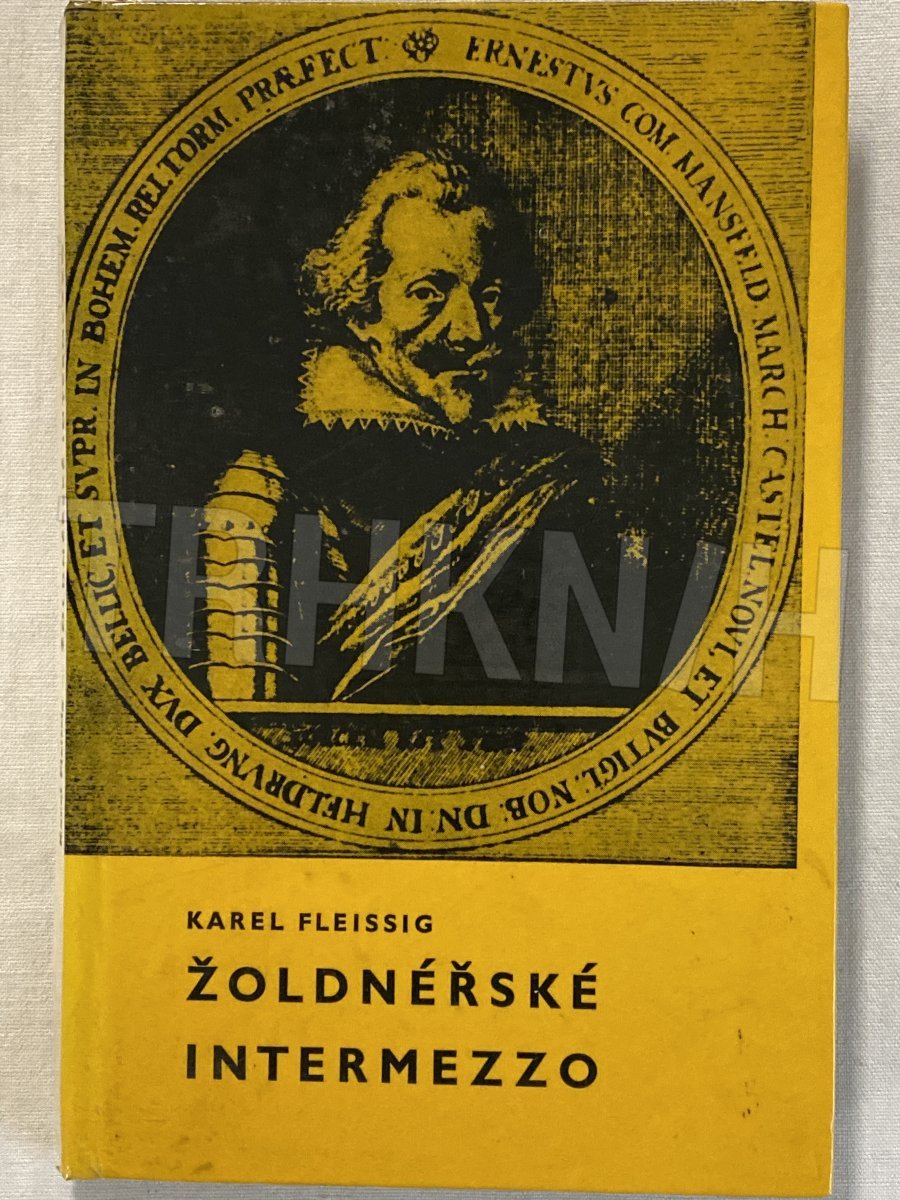 ERNESTVS COM MANSFELD MARCH. CASTEL. NOVI, ET BVTIGL. NOB. DN. IN HELDRVNG. DVX BELLIC, ET SVPR. IN BOHEM. REI TORM. PRÆFECT.
TRHKNIH
KAREL FLEISSIG
ŽOLDNÉŘSKÉ
INTERMEZZO